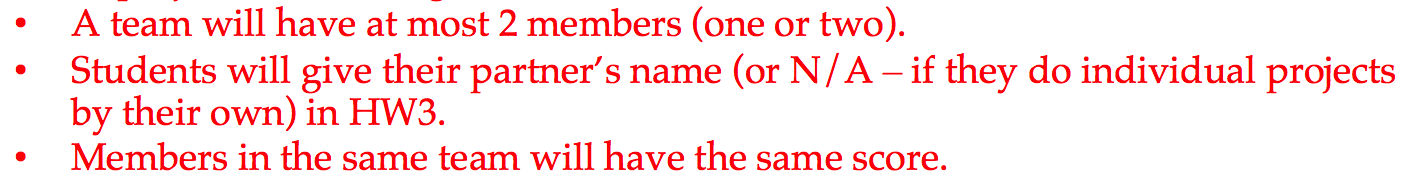 • A team will have at most 2 members (one or two).
• Students will give their partner's name (or N/A – if they do individual projects
by their own) in HW3.
• Members in the same team will have the same score.